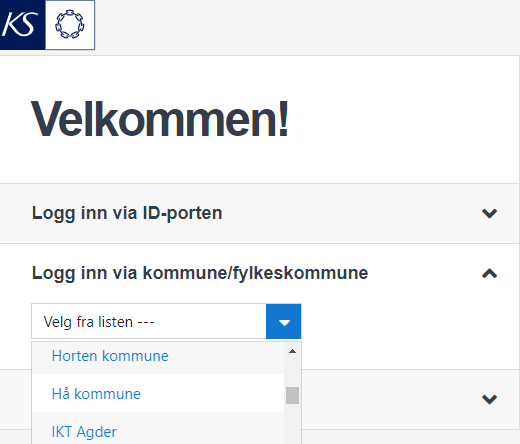 KS
Velkommen!
Logg inn via ID-porten
Logg inn via kommune/fylkeskommune
Velg fra listen ---
Horten kommune
Hå kommune
IKT Agder